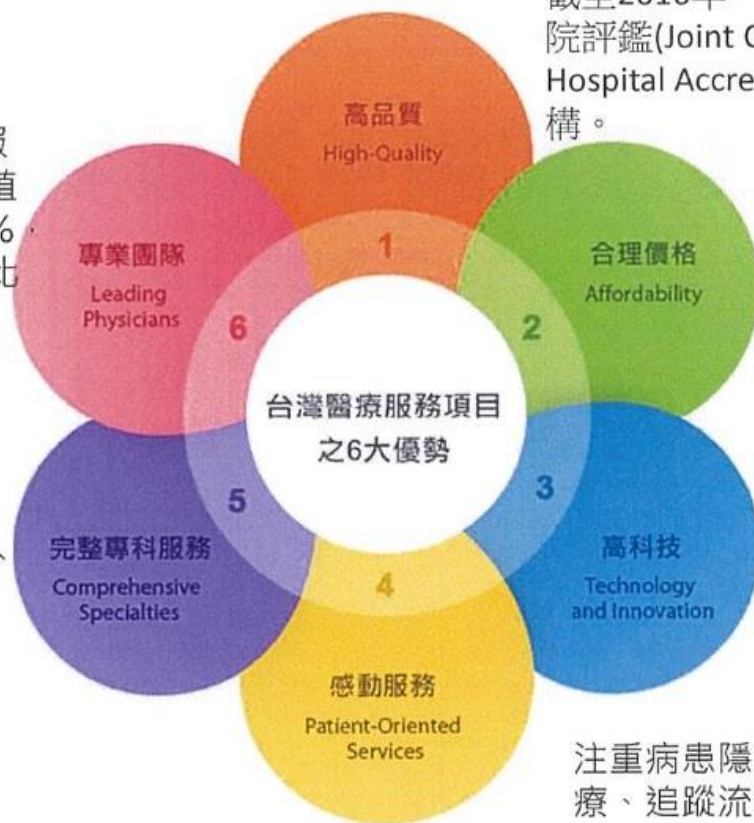 院評鑑(Joint
Hospital
構。
高品質
High-Quality
1
合理價格
Affordability
2
高科技
Technology
and Innovation
3
感動服務
Patient-Oriented
Services
4
完整專科服務
Comprehensive
Specialties
5
專業團隊
Leading
Physicians
6
台灣醫療服務項目
之6大優勢
值
比
、
注重病患隱
療、追蹤流